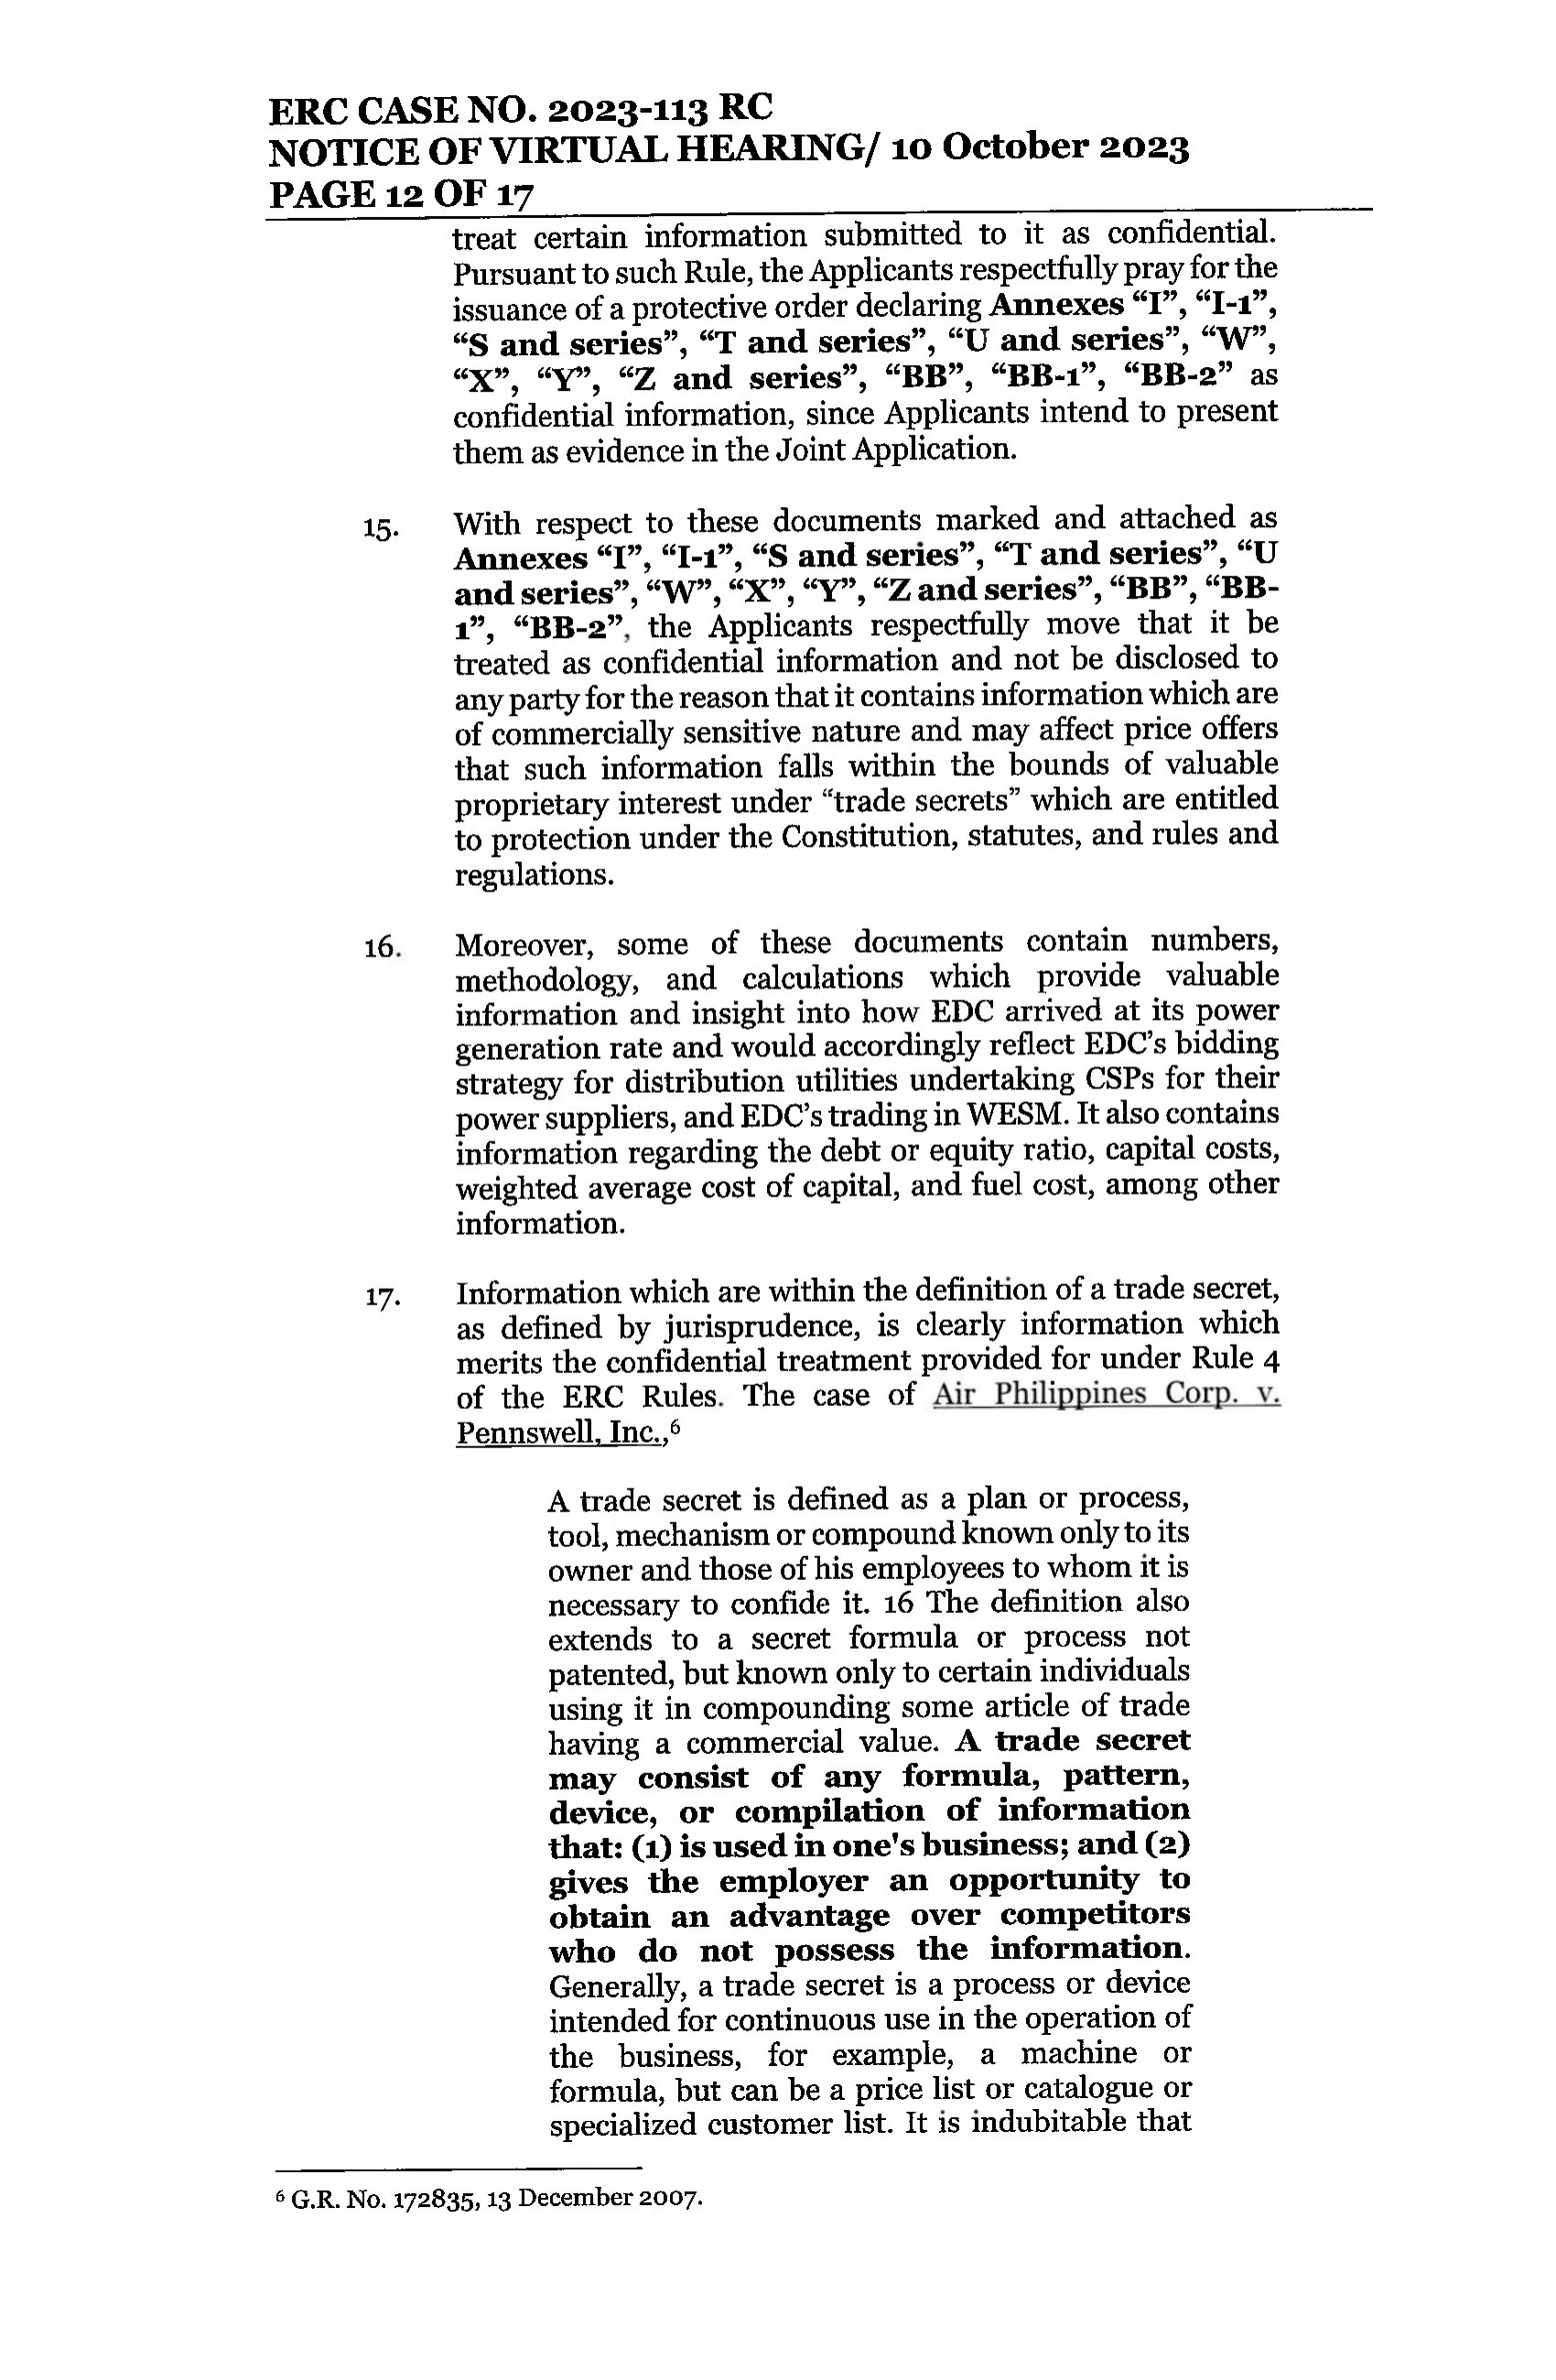 ERC CASE NO. 2023-113 RC
NOTICE OF VIRTUAL HEARING/ 10 October 2023
PAGE 12 OF 17
treat certain information submitted to it as confidential.
Pursuant to such Rule, the Applicants respectfully pray for the
issuance of a protective order declaring Annexes “I”, “I-1”,
“S and series”, “T and series”, “U and series”, “W”,
“X”, “Y”, “Z and series”, “BB”, “BB-1”, “BB-2” as
confidential information, since Applicants intend to present
them as evidence in the Joint Application.
15. With respect to these documents marked and attached as
Annexes “I”, “I-1”, “S and series”, “T and series”, “U
and series”, “W”, “X”, “Y”, “Z and series”, “BB”, “BB-
1”, “BB-2”, the Applicants respectfully move that it be
treated as confidential information and not be disclosed to
any party for the reason that it contains information which are
of commercially sensitive nature and may affect price offers
that such information falls within the bounds of valuable
proprietary interest under “trade secrets” which are entitled
to protection under the Constitution, statutes, and rules and
regulations.
16. Moreover, some of these documents contain numbers,
methodology, and calculations which provide valuable
information and insight into how EDC arrived at its power
generation rate and would accordingly reflect EDC’s bidding
strategy for distribution utilities undertaking CSPs for their
power suppliers, and EDC’s trading in WESM. It also contains
information regarding the debt or equity ratio, capital costs,
weighted average cost of capital, and fuel cost, among other
information.
17. Information which are within the definition of a trade secret,
as defined by jurisprudence, is clearly information which
merits the confidential treatment provided for under Rule 4
of the ERC Rules. The case of Air Philippines Corp. v.
Pennswell, Inc.,6
A trade secret is defined as a plan or process,
tool, mechanism or compound known only to its
owner and those of his employees to whom it is
necessary to confide it. 16 The definition also
extends to a secret formula or process not
patented, but known only to certain individuals
using it in compounding some article of trade
having a commercial value. A trade secret
may consist of any formula, pattern,
device, or compilation of information
that: (1) is used in one's business; and (2)
gives the employer an opportunity to
obtain an advantage over competitors
who do not possess the information.
Generally, a trade secret is a process or device
intended for continuous use in the operation of
the business, for example, a machine or
formula, but can be a price list or catalogue or
specialized customer list. It is indubitable that
6 G.R. No. 172835, 13 December 2007.